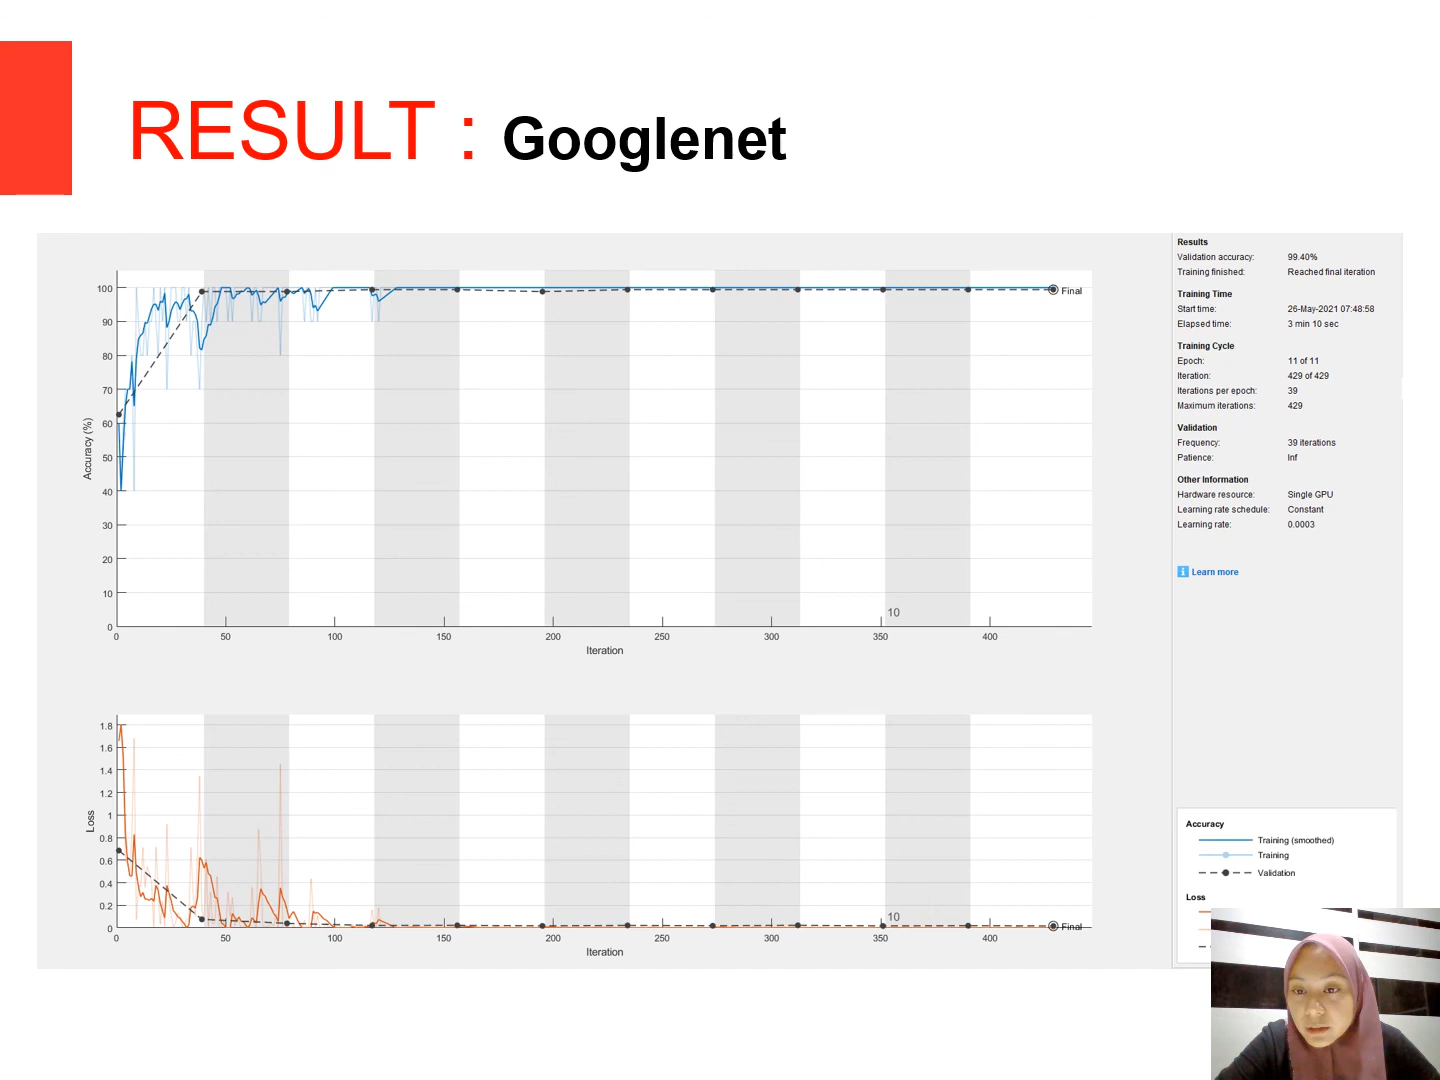 RESULT : Googlenet
100
90
80
70
60
50
40
30
20
10
0
Accuracy (%)
Final
10
0
50
100
150
200
250
300
350
400
Iteration
1.8
1.6
1.4
1.2
1
0.8
0.6
0.4
0.2
0
Loss
Final
10
0
50
100
150
200
250
300
350
400
Iteration
Results
Validation accuracy: 99.40%
Training finished: Reached final iteration
Training Time
Start time: 26-May-2021 07:48:58
Elapsed time: 3 min 10 sec
Training Cycle
Epoch: 11 of 11
Iteration: 429 of 429
Iterations per epoch: 39
Maximum iterations: 429
Validation
Frequency: 39 iterations
Patience: Inf
Other Information
Hardware resource: Single GPU
Learning rate schedule: Constant
Learning rate: 0.0003
i Learn more
Accuracy
Training (smoothed)
Training
Validation
Loss